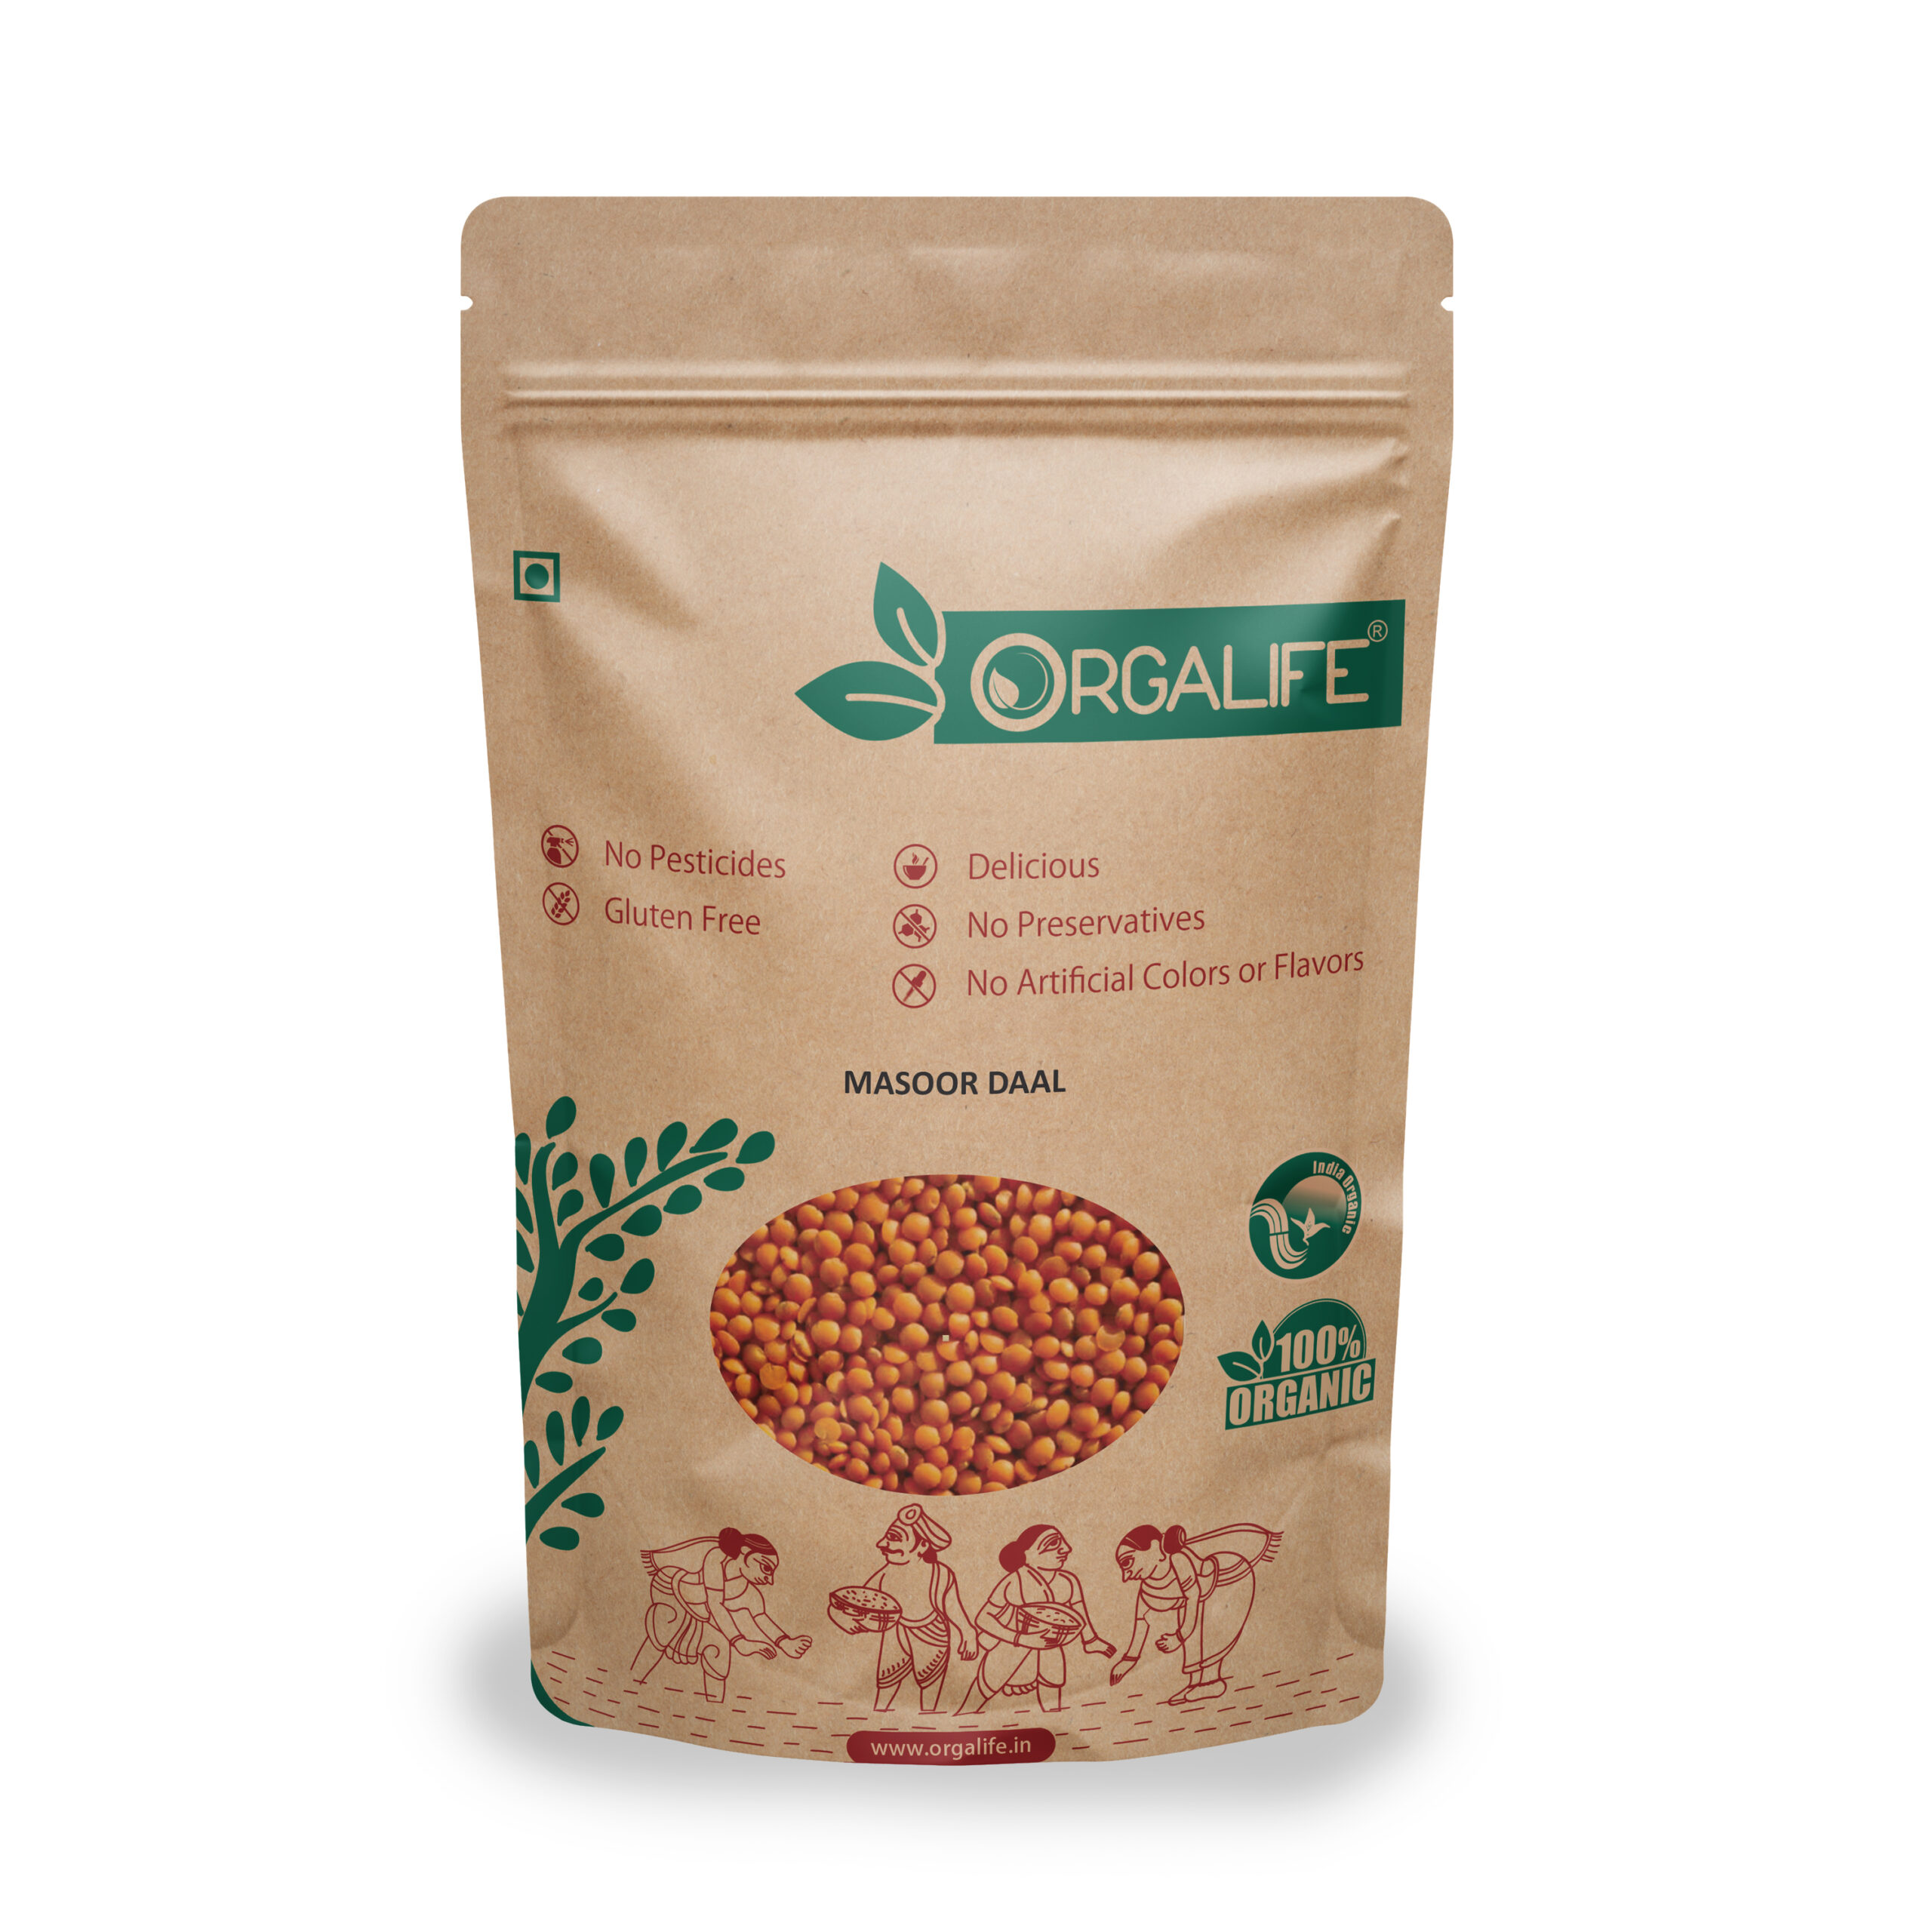 ORGALIFE®
No Pesticides
Gluten Free
Delicious
No Preservatives
No Artificial Colors or Flavors
MASOOR DAAL
India Organic
100%
ORGANIC
www.orgalife.in